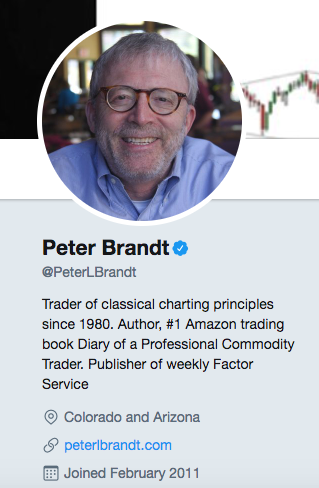 Peter Brandt
@PeterLBrandt
Trader of classical charting principles
since 1980. Author, #1 Amazon trading
book Diary of a Professional Commodity
Trader. Publisher of weekly Factor
Service
Colorado and Arizona
peterlbrandt.com
Joined February 2011